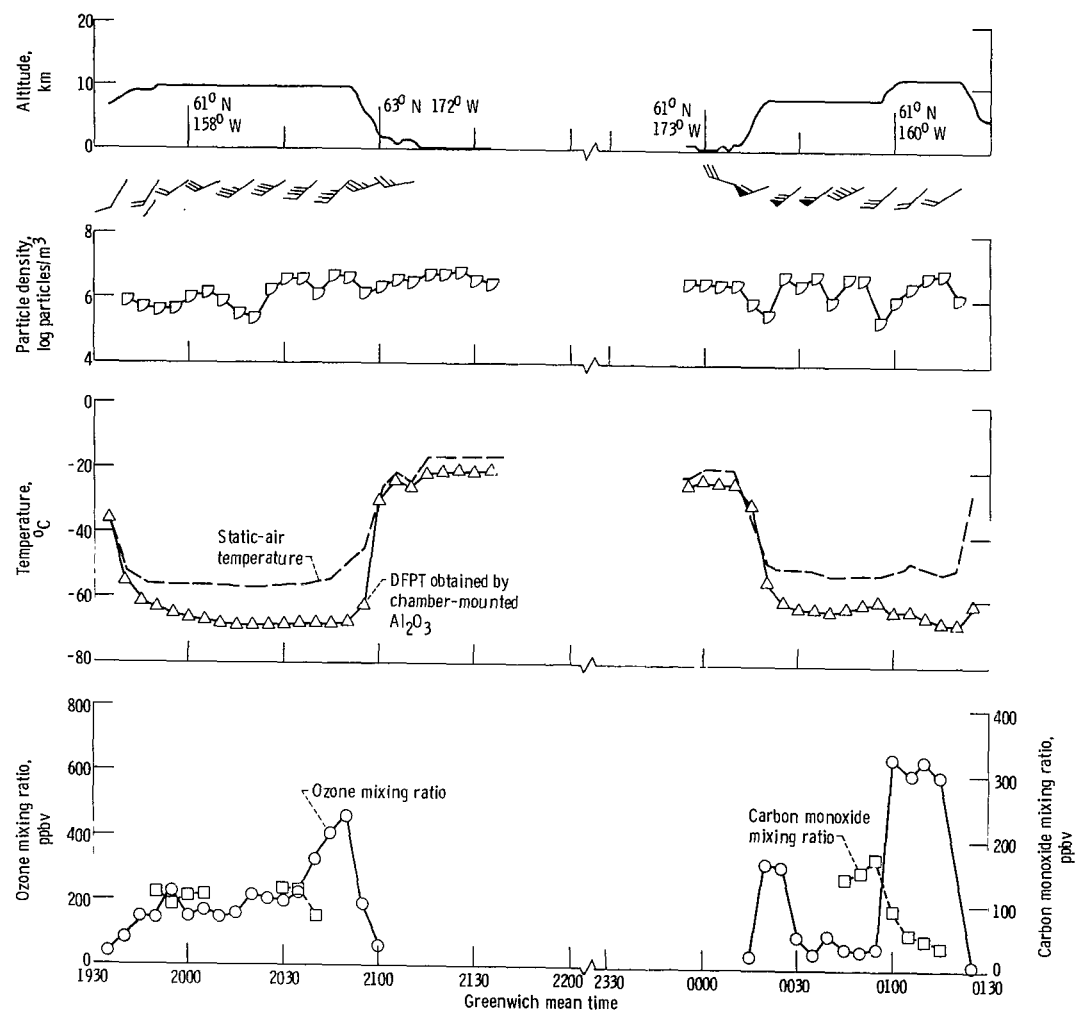 Altitude,
km
20
10
0
61° N
158° W
63° N 172° W
61° N
173° W
61° N
160° W
Particle density,
log particles/m3
8
6
4
Temperature,
°C
0
-20
-40
-60
-80
Static-air
temperature
DFPT obtained by
chamber-mounted
Al2O3
Ozone mixing ratio,
ppbv
800
600
400
200
0
Ozone mixing ratio
Carbon monoxide
mixing ratio
400
300
200
100
0
Carbon monoxide mixing ratio,
ppbv
1930 2000 2030 2100 2130 2200 2330 0000 0030 0100 0130
Greenwich mean time